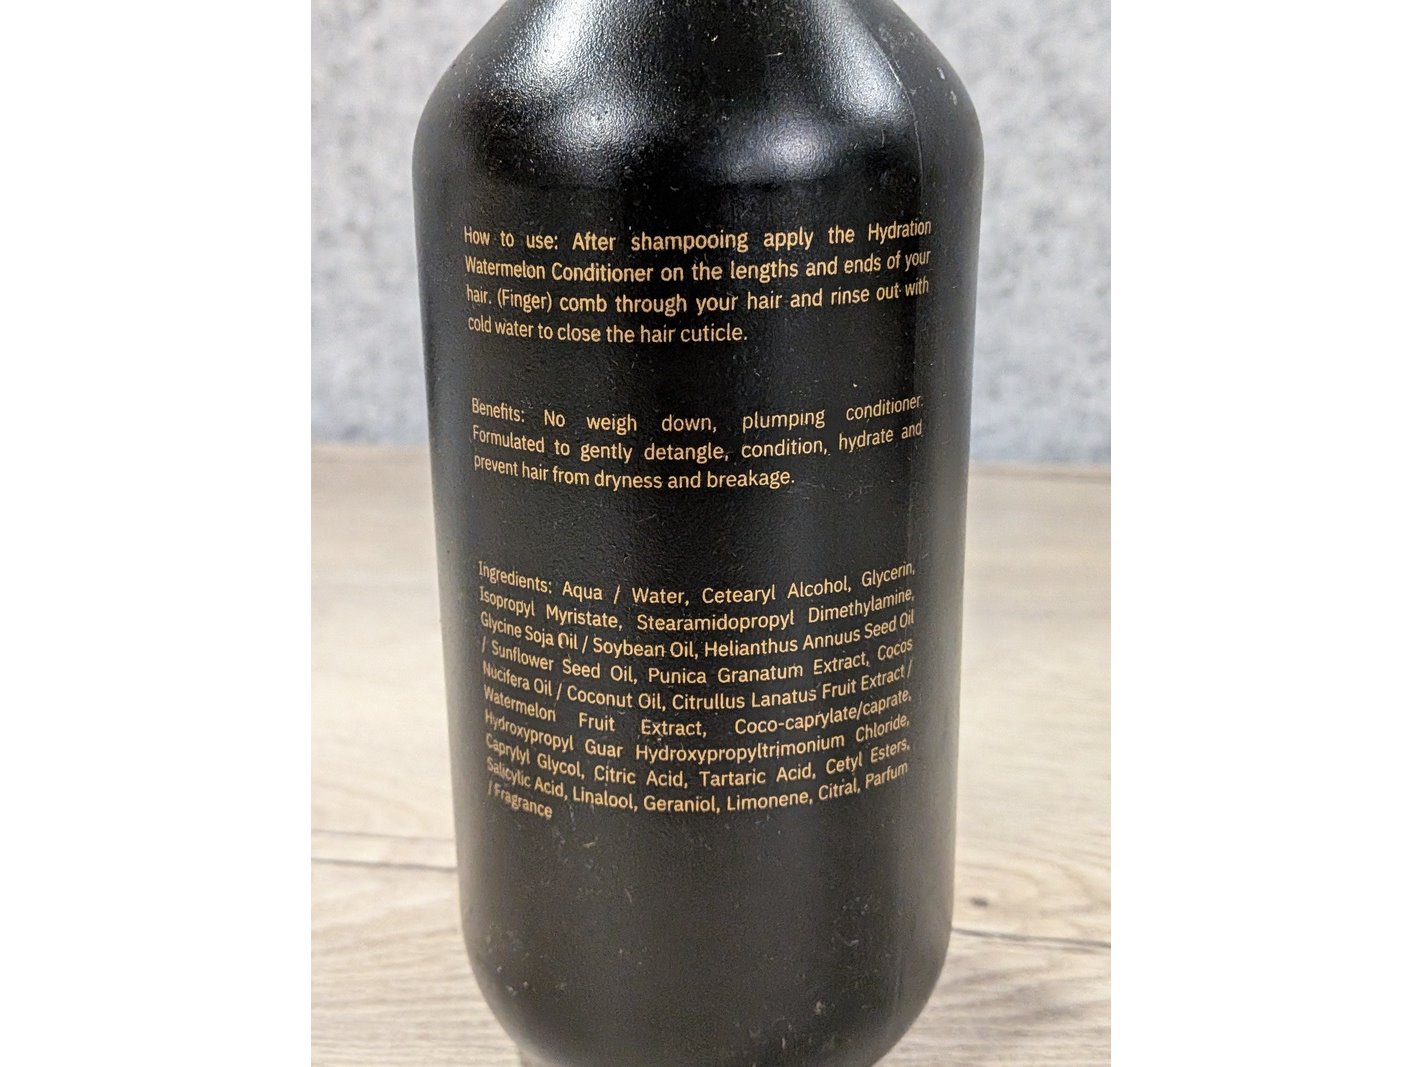 How to use: After shampooing apply the Hydration
Watermelon Conditioner on the lengths and ends of your
hair. (Finger) comb through your hair and rinse out with
cold water to close the hair cuticle.
Benefits: No weigh down, plumping conditioner.
Formulated to gently detangle, condition, hydrate and
prevent hair from dryness and breakage.
Ingredients: Aqua / Water, Cetearyl Alcohol, Glycerin,
Isopropyl Myristate, Stearamidopropyl Dimethylamine,
Glycine Soja Oil / Soybean Oil, Helianthus Annuus Seed Oil
/ Sunflower Seed Oil, Punica Granatum Extract, Cocos
Nucifera Oil / Coconut Oil, Citrullus Lanatus Fruit Extract /
Watermelon Fruit Extract, Coco-caprylate/caprate,
Hydroxypropyl Guar Hydroxypropyltrimonium Chloride,
Caprylyl Glycol, Citric Acid, Tartaric Acid, Cetyl Esters,
Salicylic Acid, Linalool, Geraniol, Limonene, Citral, Parfum
/ Fragrance